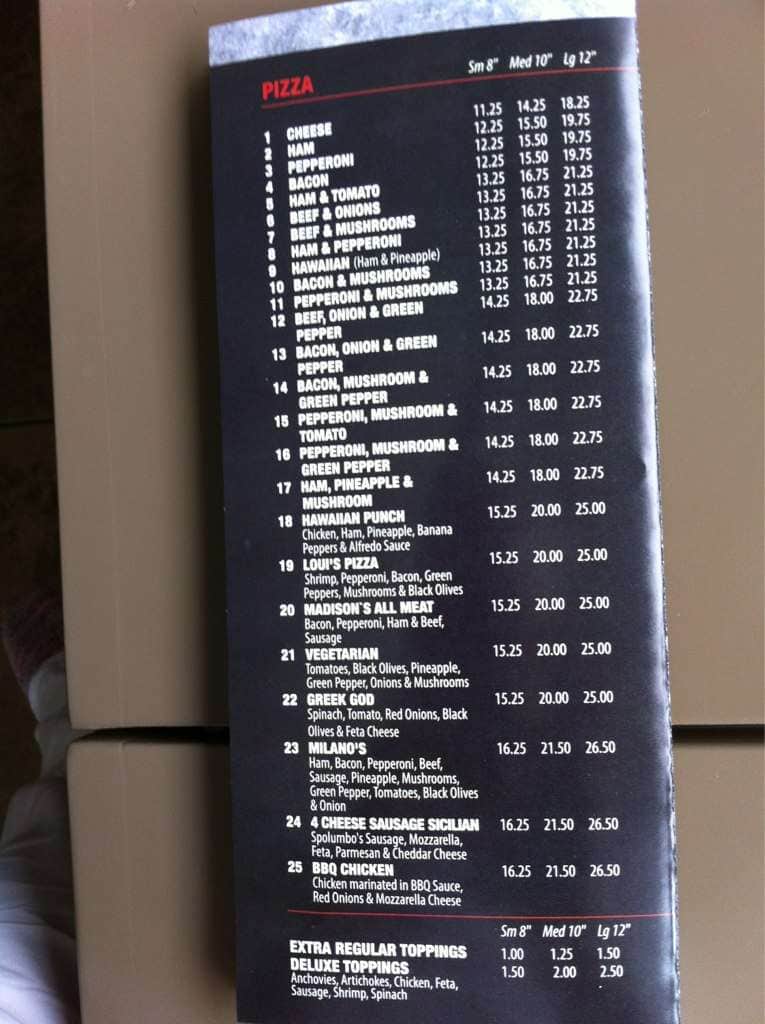 PIZZA Sm 8" Med 10" Lg 12"
1 CHEESE 11.25 14.25 18.25
2 HAM 12.25 15.50 19.75
3 PEPPERONI 12.25 15.50 19.75
4 BACON 12.25 15.50 19.75
5 HAM & TOMATO 13.25 16.75 21.25
6 BEEF & ONIONS 13.25 16.75 21.25
7 BEEF & MUSHROOMS 13.25 16.75 21.25
8 HAM & PEPPERONI 13.25 16.75 21.25
9 HAWAIIAN (Ham & Pineapple) 13.25 16.75 21.25
10 BACON & MUSHROOMS 13.25 16.75 21.25
11 PEPPERONI & MUSHROOMS 13.25 16.75 21.25
12 BEEF, ONION & GREEN 14.25 18.00 22.75
PEPPER
13 BACON, ONION & GREEN 14.25 18.00 22.75
PEPPER
14 BACON, MUSHROOM & 14.25 18.00 22.75
GREEN PEPPER
15 PEPPERONI, MUSHROOM & 14.25 18.00 22.75
TOMATO
16 PEPPERONI, MUSHROOM & 14.25 18.00 22.75
GREEN PEPPER
17 HAM, PINEAPPLE & 14.25 18.00 22.75
MUSHROOM
18 HAWAIIAN PUNCH 15.25 20.00 25.00
Chicken, Ham, Pineapple, Banana
Peppers & Alfredo Sauce
19 LOUI'S PIZZA 15.25 20.00 25.00
Shrimp, Pepperoni, Bacon, Green
Peppers, Mushrooms & Black Olives
20 MADISON'S ALL MEAT 15.25 20.00 25.00
Bacon, Pepperoni, Ham & Beef,
Sausage
21 VEGETARIAN 15.25 20.00 25.00
Tomatoes, Black Olives, Pineapple,
Green Pepper, Onions & Mushrooms
22 GREEK GOD 15.25 20.00 25.00
Spinach, Tomato, Red Onions, Black
Olives & Feta Cheese
23 MILANO'S 16.25 21.50 26.50
Ham, Bacon, Pepperoni, Beef,
Sausage, Pineapple, Mushrooms,
Green Pepper, Tomatoes, Black Olives
& Onion
24 4 CHEESE SAUSAGE SICILIAN 16.25 21.50 26.50
Spolumbo's Sausage, Mozzarella,
Feta, Parmesan & Cheddar Cheese
25 BBQ CHICKEN 16.25 21.50 26.50
Chicken marinated in BBQ Sauce,
Red Onions & Mozzarella Cheese
Sm 8" Med 10" Lg 12"
EXTRA REGULAR TOPPINGS 1.00 1.25 1.50
DELUXE TOPPINGS 1.50 2.00 2.50
Anchovies, Artichokes, Chicken, Feta,
Sausage, Shrimp, Spinach